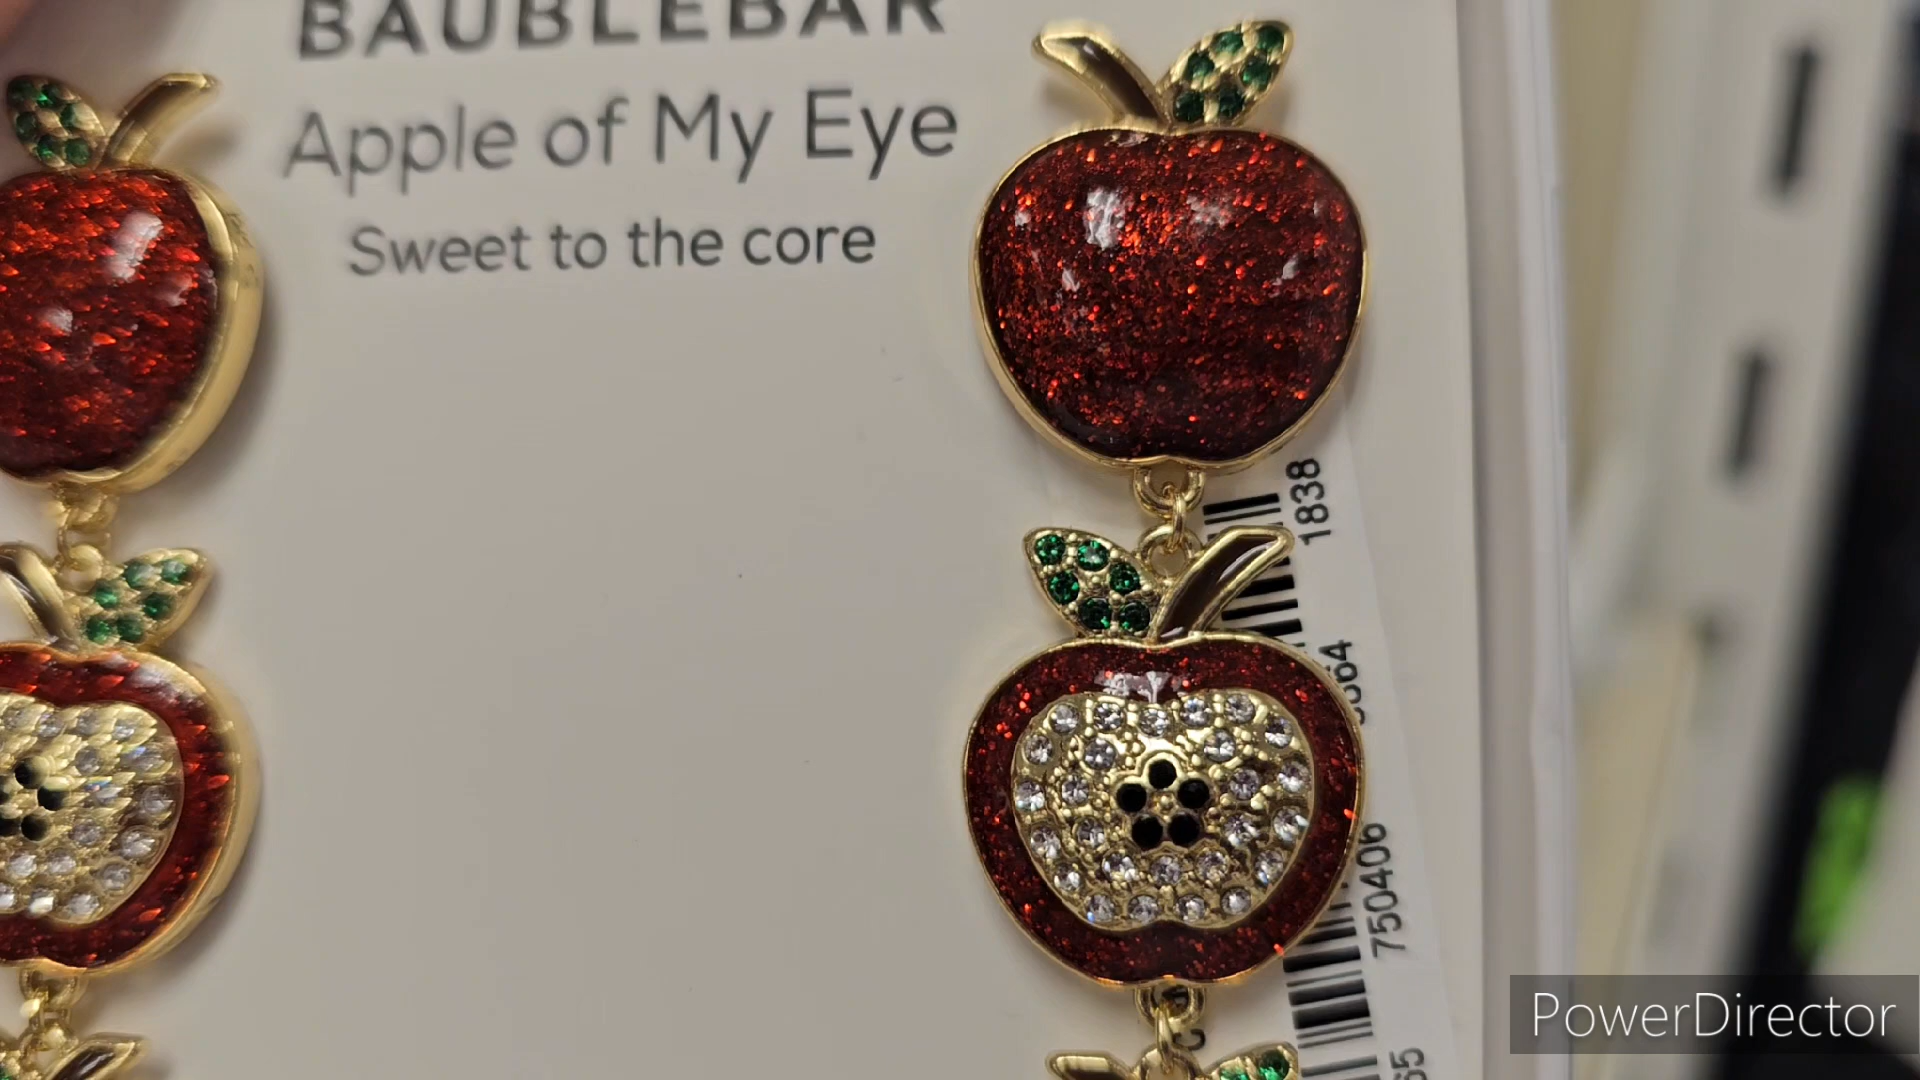 BAUBLEBAR
Apple of My Eye
Sweet to the core
1838
750406
PowerDirector